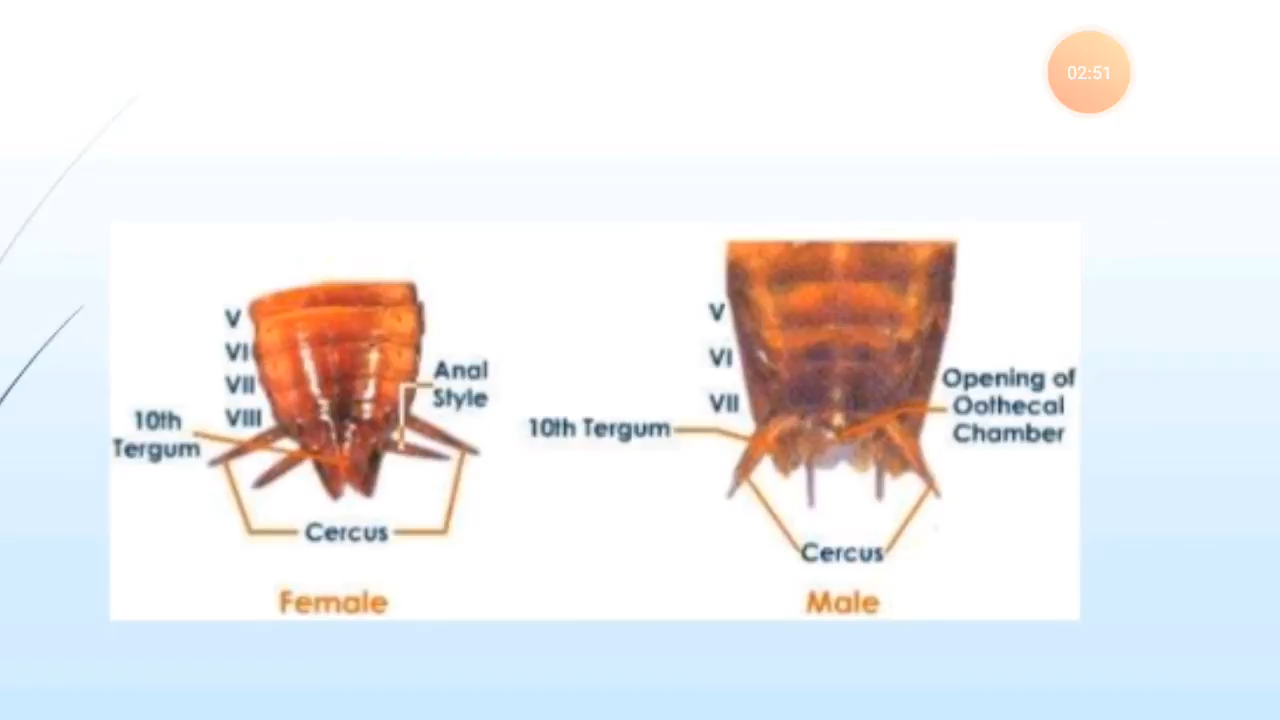 02:51
V
VI
VII
VIII
10th
Tergum
Anal
Style
Cercus
Female
V
VI
VII
10th Tergum
Opening of
Oothecal
Chamber
Cercus
Male